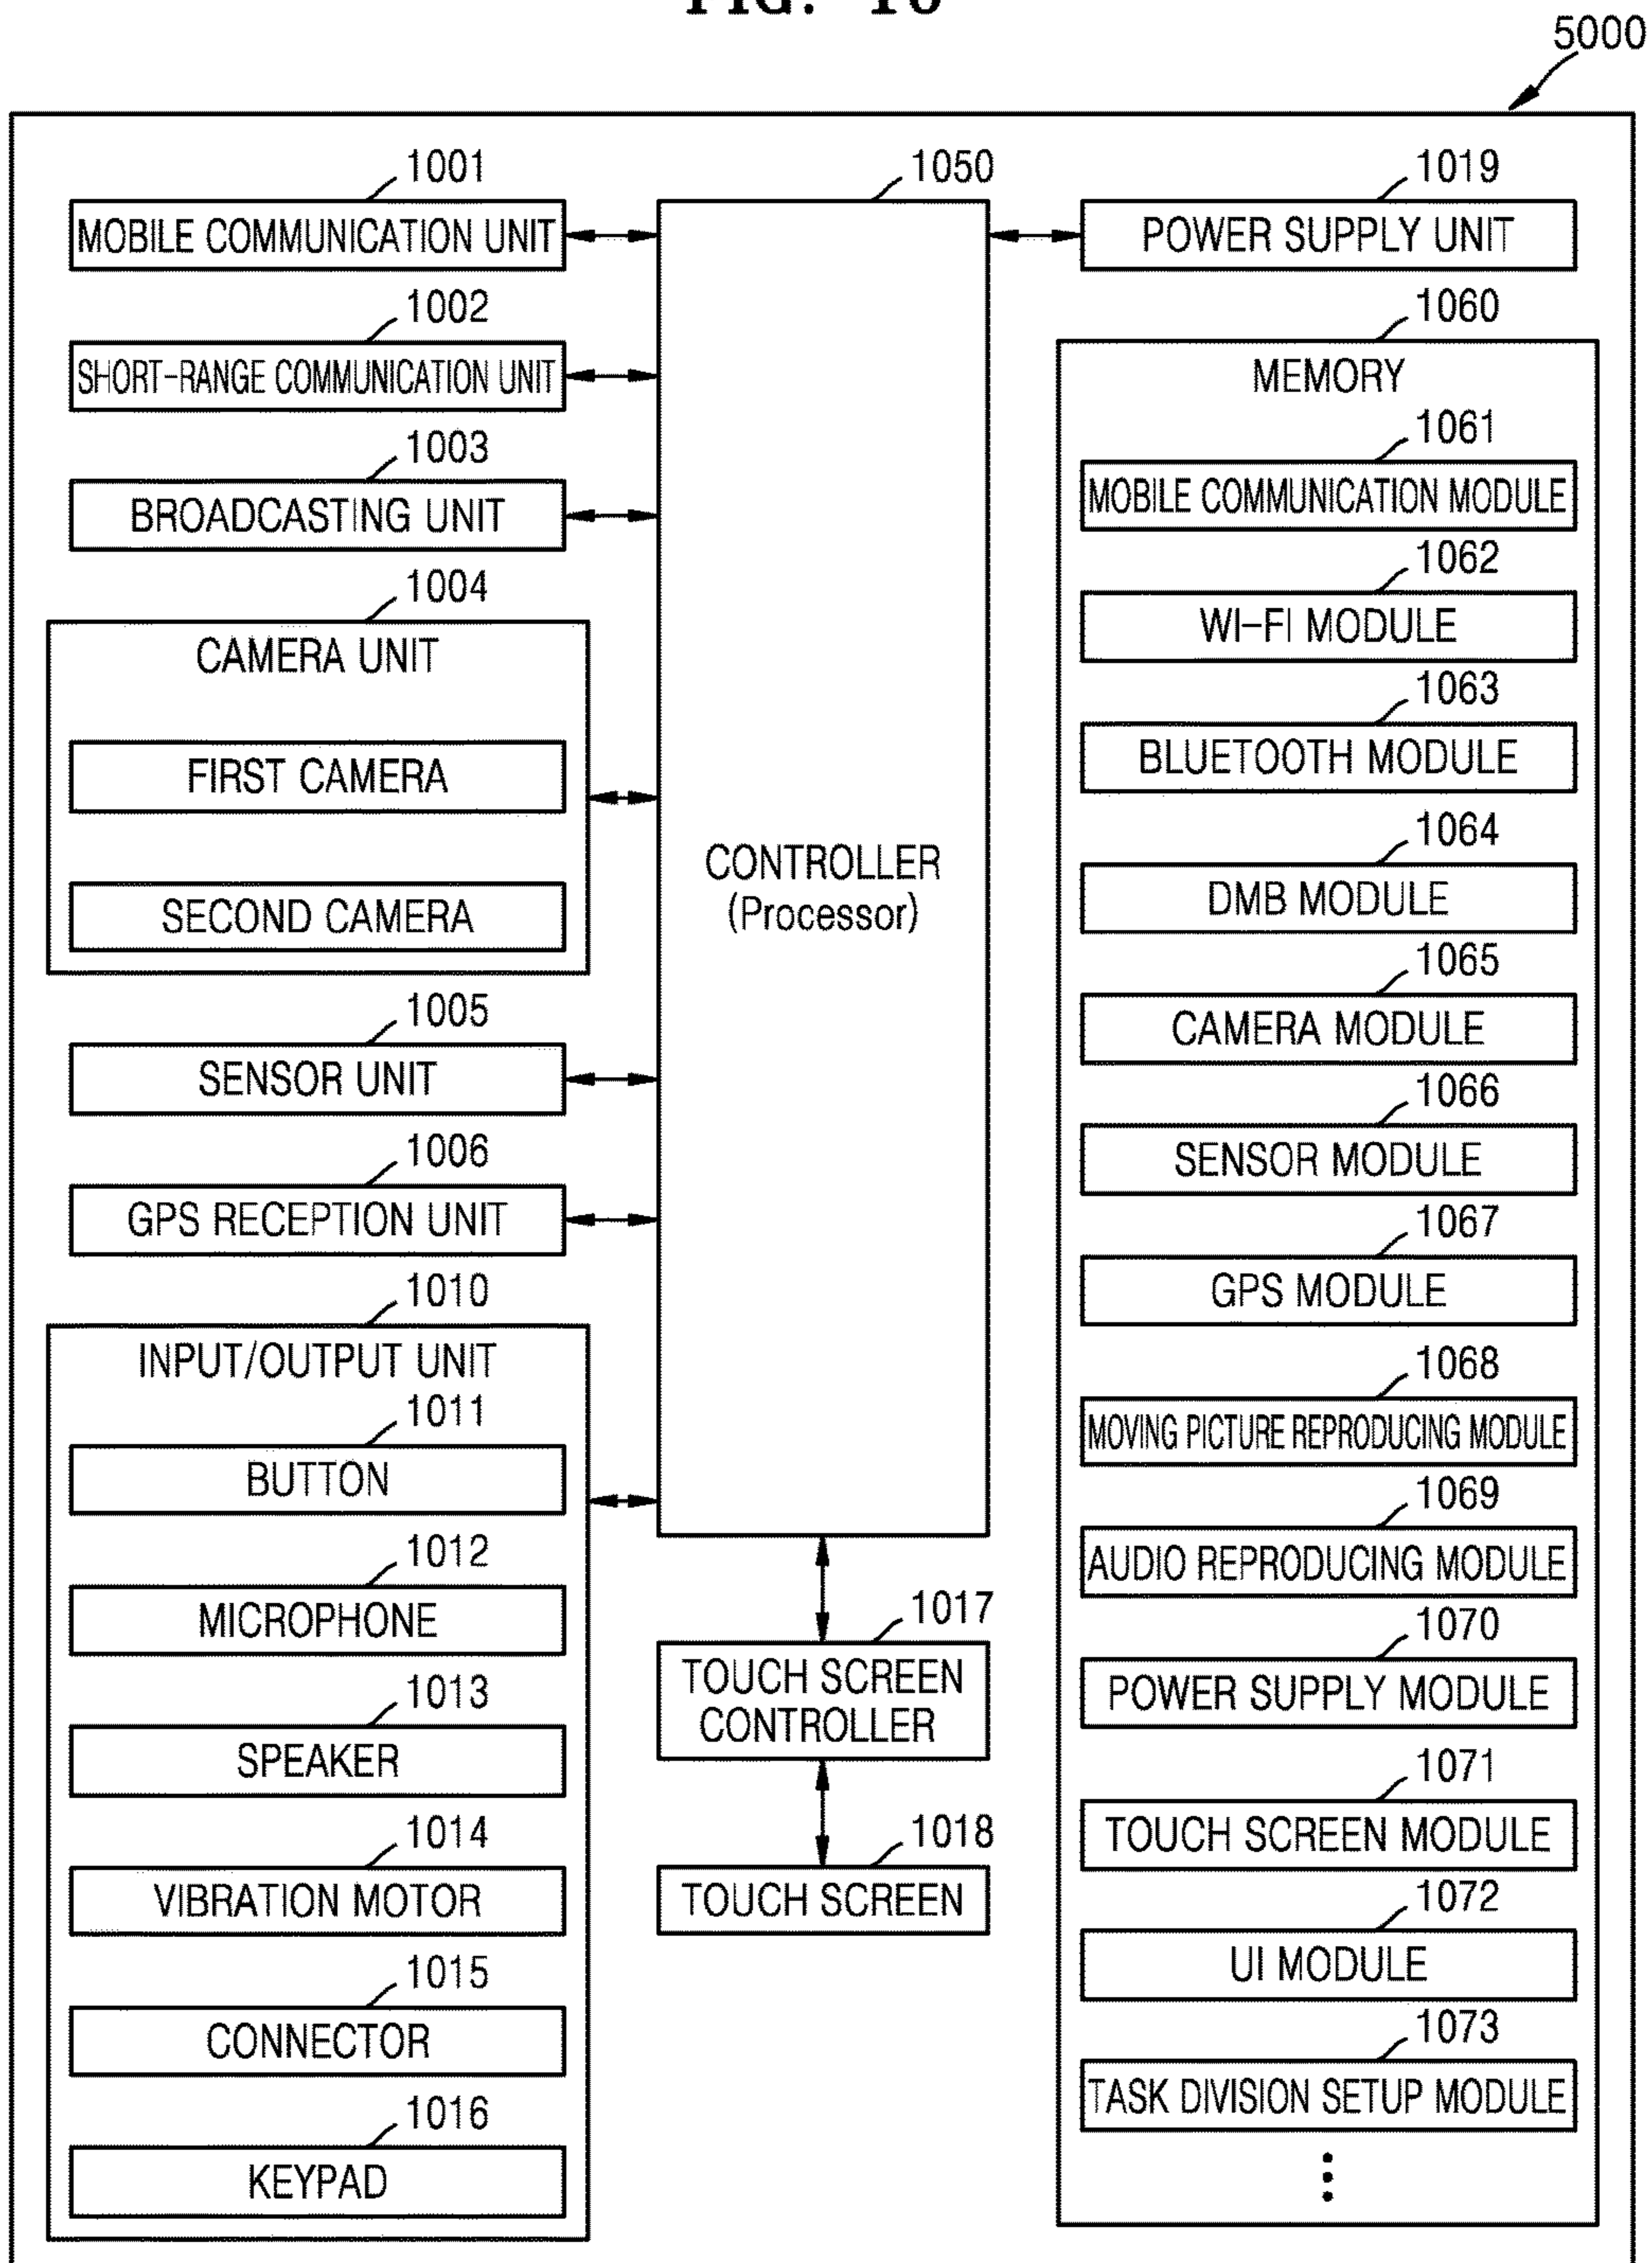 5000
1001
MOBILE COMMUNICATION UNIT
1002
SHORT-RANGE COMMUNICATION UNIT
1003
BROADCASTING UNIT
1004
CAMERA UNIT
FIRST CAMERA
SECOND CAMERA
1005
SENSOR UNIT
1006
GPS RECEPTION UNIT
1010
INPUT/OUTPUT UNIT
1011
BUTTON
1012
MICROPHONE
1013
SPEAKER
1014
VIBRATION MOTOR
1015
CONNECTOR
1016
KEYPAD
1050
CONTROLLER
(Processor)
1017
TOUCH SCREEN
CONTROLLER
1018
TOUCH SCREEN
1019
POWER SUPPLY UNIT
1060
MEMORY
1061
MOBILE COMMUNICATION MODULE
1062
WI-FI MODULE
1063
BLUETOOTH MODULE
1064
DMB MODULE
1065
CAMERA MODULE
1066
SENSOR MODULE
1067
GPS MODULE
1068
MOVING PICTURE REPRODUCING MODULE
1069
AUDIO REPRODUCING MODULE
1070
POWER SUPPLY MODULE
1071
TOUCH SCREEN MODULE
1072
UI MODULE
1073
TASK DIVISION SETUP MODULE